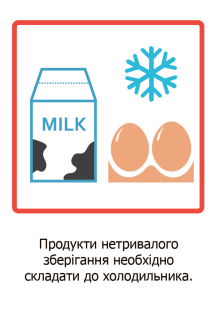 MILK
Продукти нетривалого
зберігання необхідно
складати до холодильника.